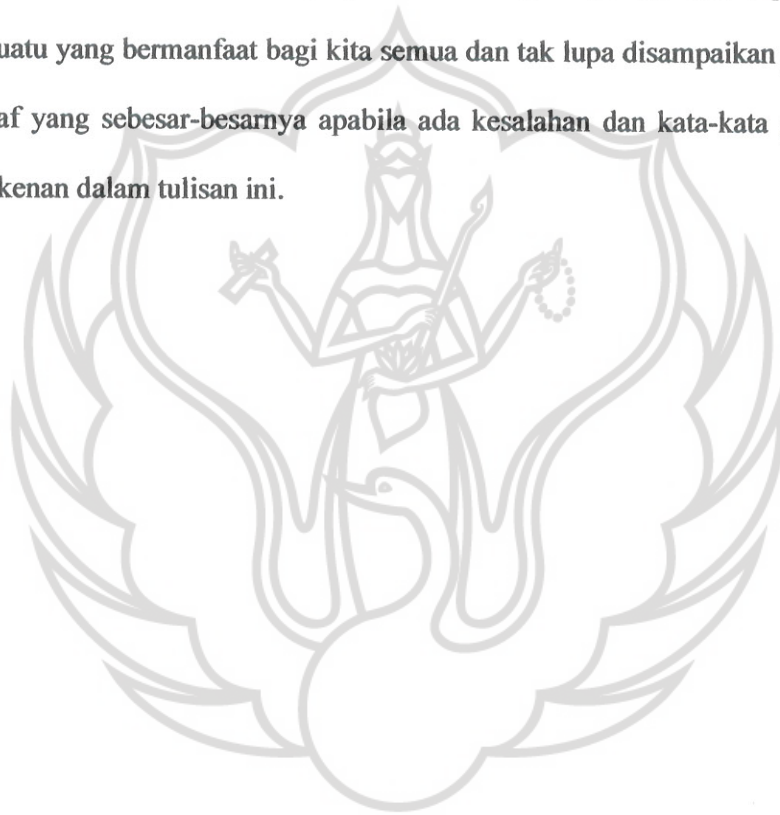 uatu yang bermanfaat bagi kita semua dan tak lupa disampaikan
af yang sebesar-besarnya apabila ada kesalahan dan kata-kata
kenan dalam tulisan ini.